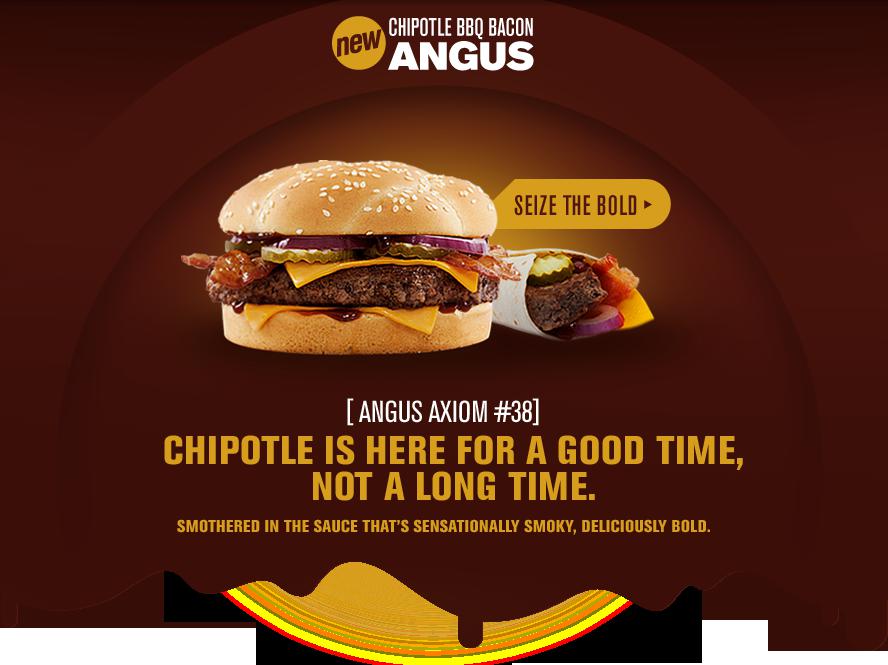 new
CHIPOTLE BBQ BACON
ANGUS
SEIZE THE BOLD
[ ANGUS AXIOM #38]
CHIPOTLE IS HERE FOR A GOOD TIME,
NOT A LONG TIME.
SMOTHERED IN THE SAUCE THAT'S SENSATIONALLY SMOKY, DELICIOUSLY BOLD.